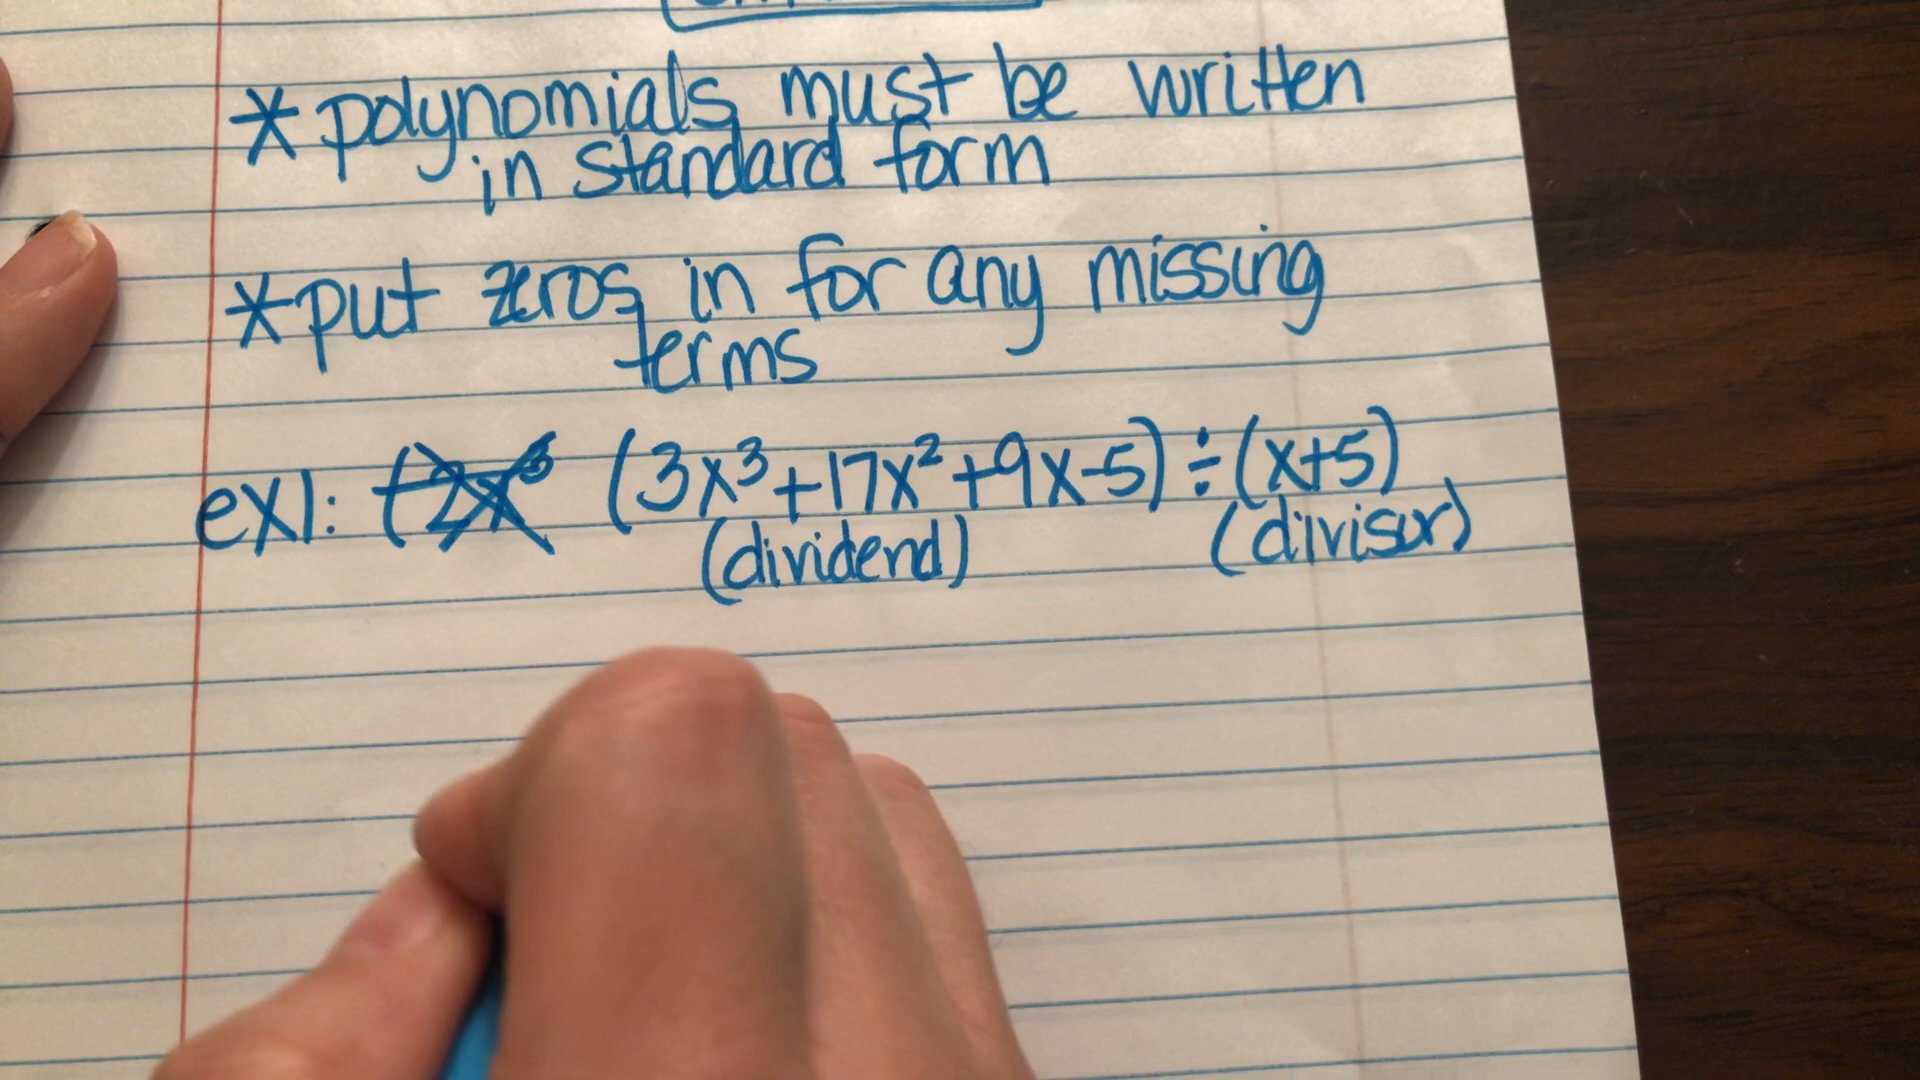 * polynomials must be written
in standard form
* put zeros in for any missing
terms
ex1: (2x³ (3x³+17x²+9x-5) ÷ (x+5)
(dividend) (divisor)